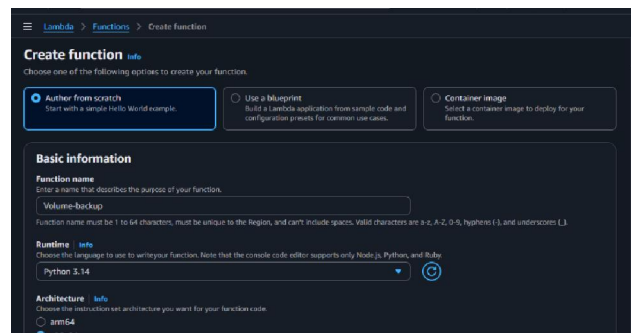 Lambda > Functions > Create function
Create function Info
Choose one of the following options to create your function.
Author from scratch
Start with a simple Hello World example.
Use a blueprint
Build a Lambda application from sample code and
configuration presets for common use cases.
Container image
Select a container image to deploy for your
function.
Basic information
Function name
Enter a name that describes the purpose of your function.
Volume-backup
Function name must be 1 to 64 characters, must be unique to the Region, and can't include spaces. Valid characters are a-z, A-Z, 0-9, hyphens (-), and underscores (_).
Runtime | Info
Choose the language to use to write your function. Note that the console code editor supports only Node.js, Python, and Ruby.
Python 3.14
Architecture | Info
Choose the instruction set architecture you want for your function code.
arm64